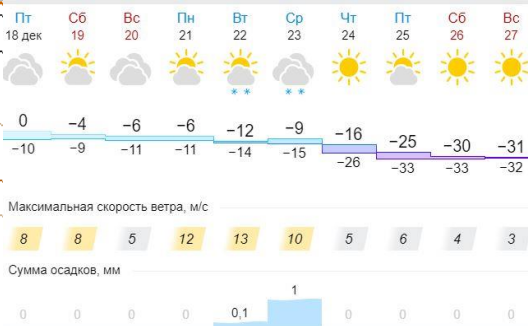 Пт Сб Вс Пн Вт Ср Чт Пт Сб Вс
18 дек 19 20 21 22 23 24 25 26 27
0 −4 −6 −6 −12 −9 −16 −25 −30 −31
−10 −9 −11 −11 −14 −15 −26 −33 −33 −32
Максимальная скорость ветра, м/с
8 8 5 12 13 10 5 6 4 3
Сумма осадков, мм
0 0 0 0 0,1 1 0 0 0 0